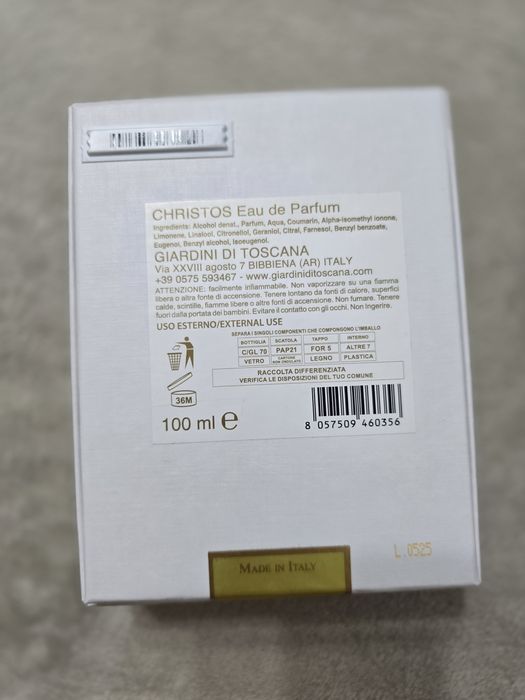 CHRISTOS Eau de Parfum
Ingredients: Alcohol denat., Parfum, Aqua, Coumarin, Alpha-isomethyl ionone,
Limonene, Linalool, Citronellol, Geraniol, Citral, Farnesol, Benzyl benzoate,
Eugenol, Benzyl alcohol, Isoeugenol.
GIARDINI DI TOSCANA
Via XXVIII agosto 7 BIBBIENA (AR) ITALY
+39 0575 593467 - www.giardiniditoscana.com
ATTENZIONE: facilmente infiammabile. Non vaporizzare su una fiamma
libera o altra fonte di accensione. Tenere lontano da fonti di calore, superfici
calde, scintille, fiamme libere o altre fonti di accensione. Non fumare. Tenere
fuori dalla portata dei bambini. Evitare il contatto con gli occhi. Non Ingerire.
USO ESTERNO/EXTERNAL USE
SEPARA I SINGOLI COMPONENTI CHE COMPONGONO L'IMBALLO
BOTTIGLIA SCATOLA TAPPO INTERNO
C/GL 70 PAP21 FOR 5 ALTRE 7
VETRO CARTONE NON ONDULATO LEGNO PLASTICA
RACCOLTA DIFFERENZIATA
VERIFICA LE DISPOSIZIONI DEL TUO COMUNE
36M
100 ml e
8 057509 460356
L.0525
MADE IN ITALY